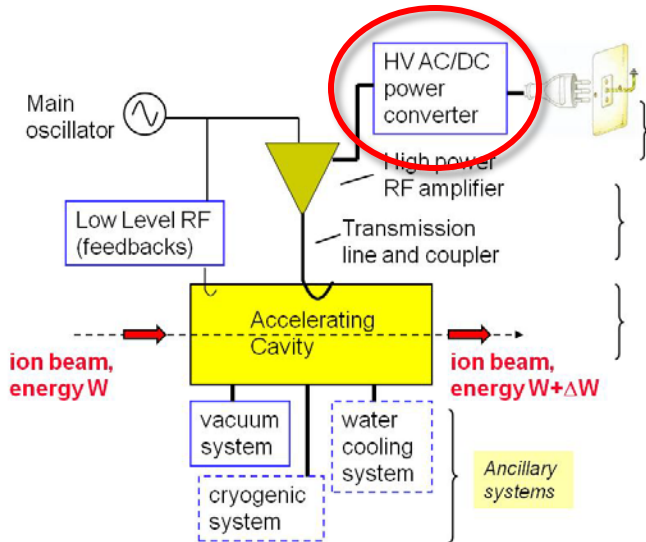 HV AC/DC
power
converter
Main
oscillator
High power
RF amplifier
Low Level RF
(feedbacks)
Transmission
line and coupler
Accelerating
Cavity
ion beam,
energy W
ion beam,
energy W+ΔW
vacuum
system
water
cooling
system
cryogenic
system
Ancillary
systems